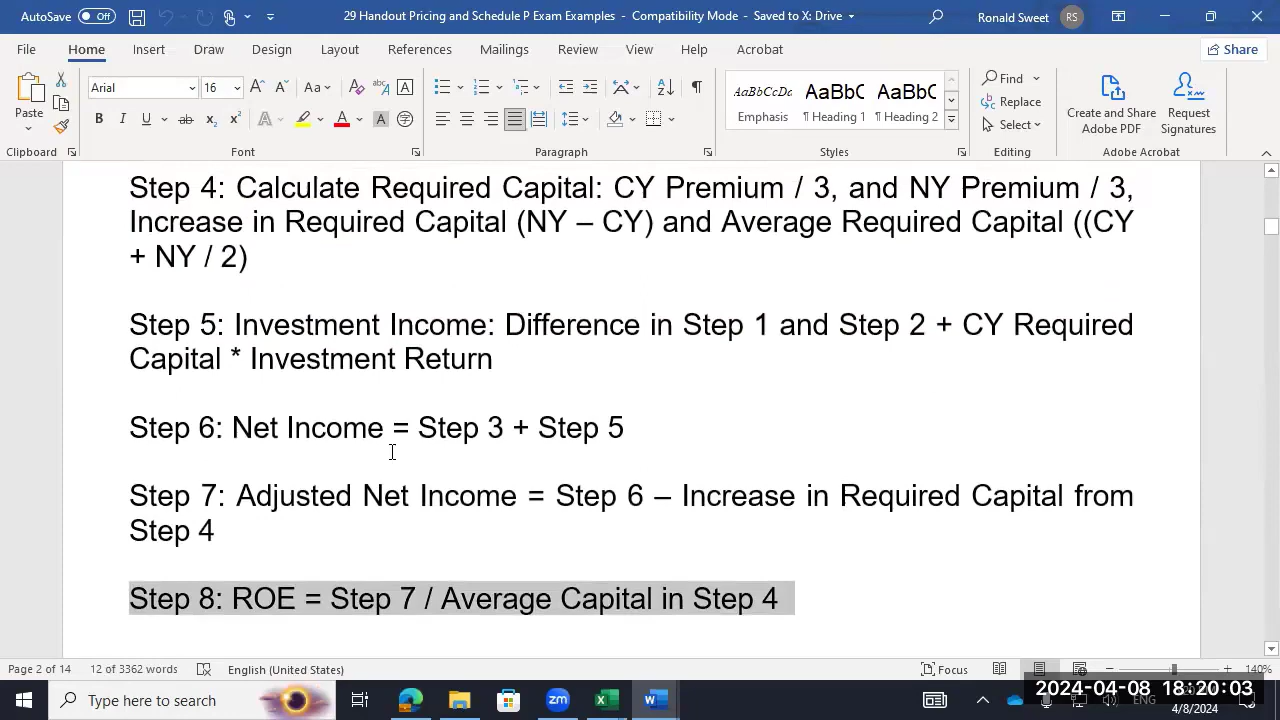 AutoSave Off
29 Handout Pricing and Schedule P Exam Examples - Compatibility Mode - Saved to X: Drive
Ronald Sweet RS
File Home Insert Draw Design Layout References Mailings Review View Help Acrobat Share
Paste
Arial 16
AaBbCcDc AaBbC AaBbC
Emphasis ¶ Heading 1 ¶ Heading 2
Find
Replace
Select
Create and Share Adobe PDF
Request Signatures
Clipboard Font Paragraph Styles Editing Adobe Acrobat
Step 4: Calculate Required Capital: CY Premium / 3, and NY Premium / 3,
Increase in Required Capital (NY – CY) and Average Required Capital ((CY
+ NY / 2)
Step 5: Investment Income: Difference in Step 1 and Step 2 + CY Required
Capital * Investment Return
Step 6: Net Income = Step 3 + Step 5
Step 7: Adjusted Net Income = Step 6 – Increase in Required Capital from
Step 4
Step 8: ROE = Step 7 / Average Capital in Step 4
Page 2 of 14 12 of 3362 words English (United States) Focus 140%
Type here to search
2024-04-08 18:20:03
ENG
4/8/2024